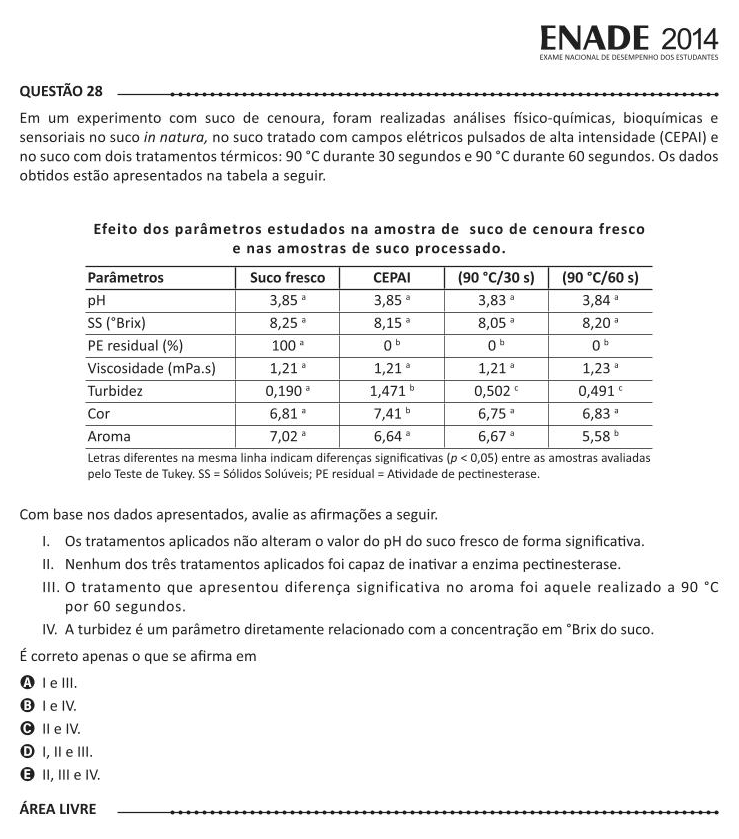 ENADE 2014
EXAME NACIONAL DE DESEMPENHO DOS ESTUDANTES
QUESTÃO 28
Em um experimento com suco de cenoura, foram realizadas análises físico-químicas, bioquímicas e
sensoriais no suco in natura, no suco tratado com campos elétricos pulsados de alta intensidade (CEPAI) e
no suco com dois tratamentos térmicos: 90 °C durante 30 segundos e 90 °C durante 60 segundos. Os dados
obtidos estão apresentados na tabela a seguir.
Efeito dos parâmetros estudados na amostra de suco de cenoura fresco
e nas amostras de suco processado.
Parâmetros Suco fresco CEPAI (90 °C/30 s) (90 °C/60 s)
pH 3,85 a 3,85 a 3,83 a 3,84 a
SS (°Brix) 8,25 a 8,15 a 8,05 a 8,20 a
PE residual (%) 100 a 0 b 0 b 0 b
Viscosidade (mPa.s) 1,21 a 1,21 a 1,21 a 1,23 a
Turbidez 0,190 a 1,471 b 0,502 c 0,491 c
Cor 6,81 a 7,41 b 6,75 a 6,83 a
Aroma 7,02 a 6,64 a 6,67 a 5,58 b
Letras diferentes na mesma linha indicam diferenças significativas (p < 0,05) entre as amostras avaliadas
pelo Teste de Tukey. SS = Sólidos Solúveis; PE residual = Atividade de pectinesterase.
Com base nos dados apresentados, avalie as afirmações a seguir.
I. Os tratamentos aplicados não alteram o valor do pH do suco fresco de forma significativa.
II. Nenhum dos três tratamentos aplicados foi capaz de inativar a enzima pectinesterase.
III. O tratamento que apresentou diferença significativa no aroma foi aquele realizado a 90 °C
por 60 segundos.
IV. A turbidez é um parâmetro diretamente relacionado com a concentração em °Brix do suco.
É correto apenas o que se afirma em
A I e III.
B I e IV.
C II e IV.
D I, II e III.
E II, III e IV.
ÁREA LIVRE